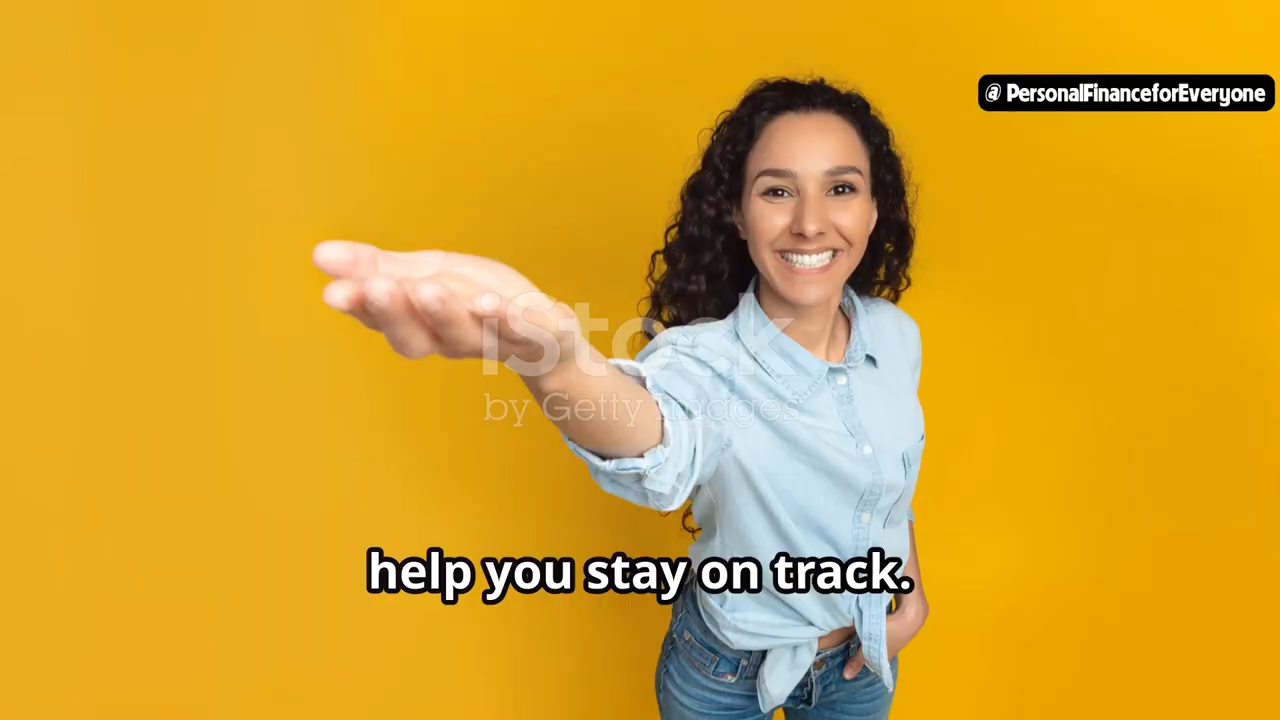 @ PersonalFinanceforEveryone
iStock
by Getty Images
help you stay on track.